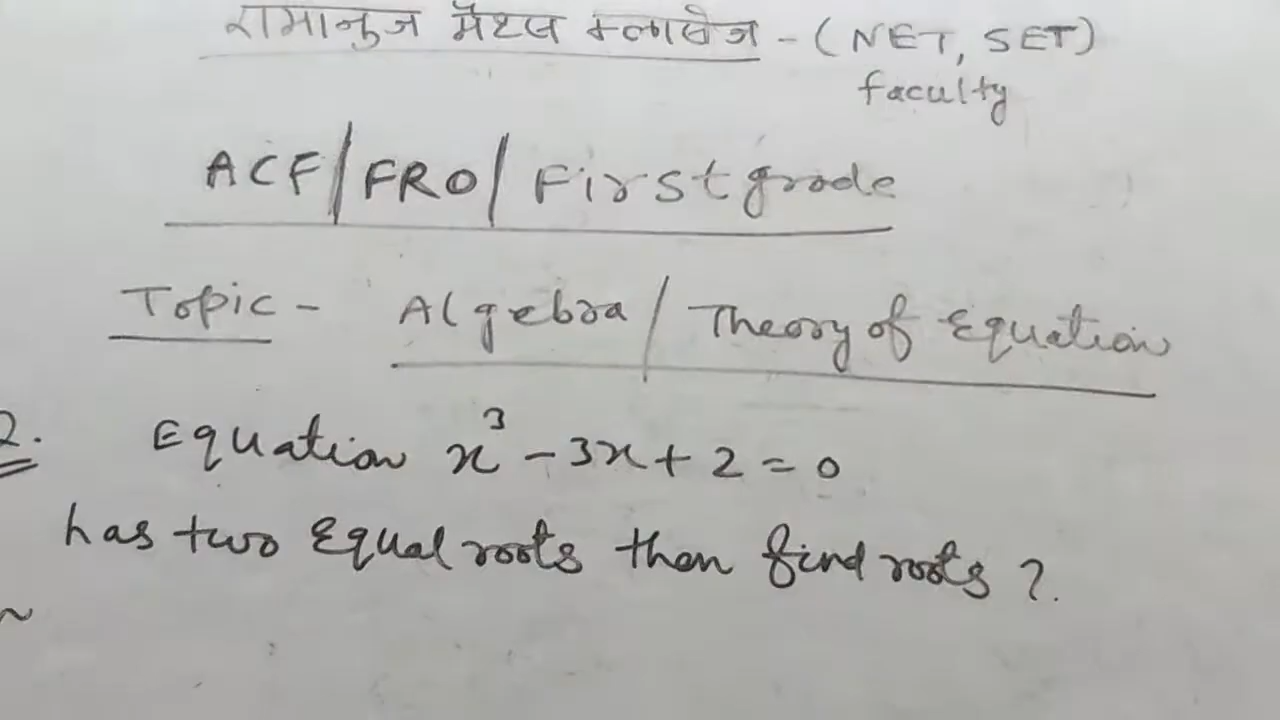 रामानुज मैथ्स क्लासेज - (NET, SET)
faculty
ACF/FRO/First grade
Topic - Algebra/Theory of Equation
2. Equation x³ - 3x + 2 = 0
has two Equal roots then find roots ?.